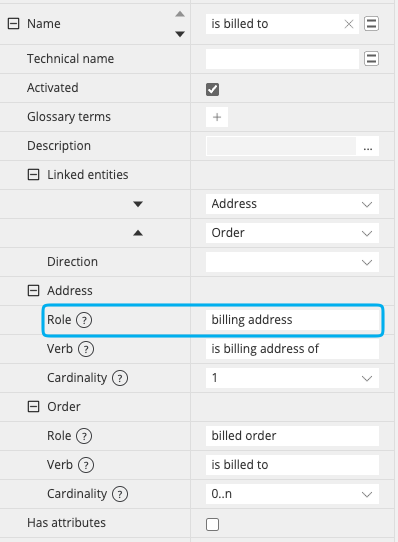 Name is billed to
Technical name
Activated
Glossary terms +
Description ...
Linked entities
Address
Order
Direction
Address
Role ? billing address
Verb ? is billing address of
Cardinality ? 1
Order
Role ? billed order
Verb ? is billed to
Cardinality ? 0..n
Has attributes